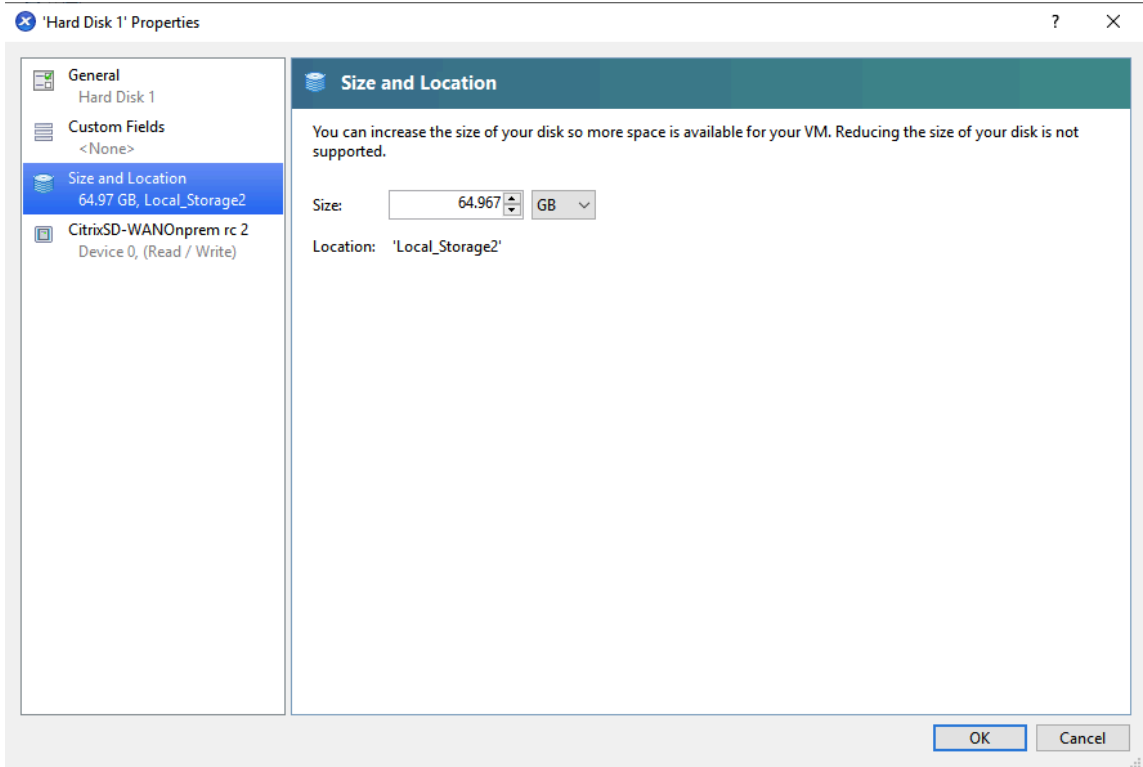 'Hard Disk 1' Properties
?
General
Hard Disk 1
Custom Fields
<None>
Size and Location
64.97 GB, Local_Storage2
CitrixSD-WANOnprem rc 2
Device 0, (Read / Write)
Size and Location
You can increase the size of your disk so more space is available for your VM. Reducing the size of your disk is not
supported.
Size: 64.967 GB
Location: 'Local_Storage2'
OK Cancel